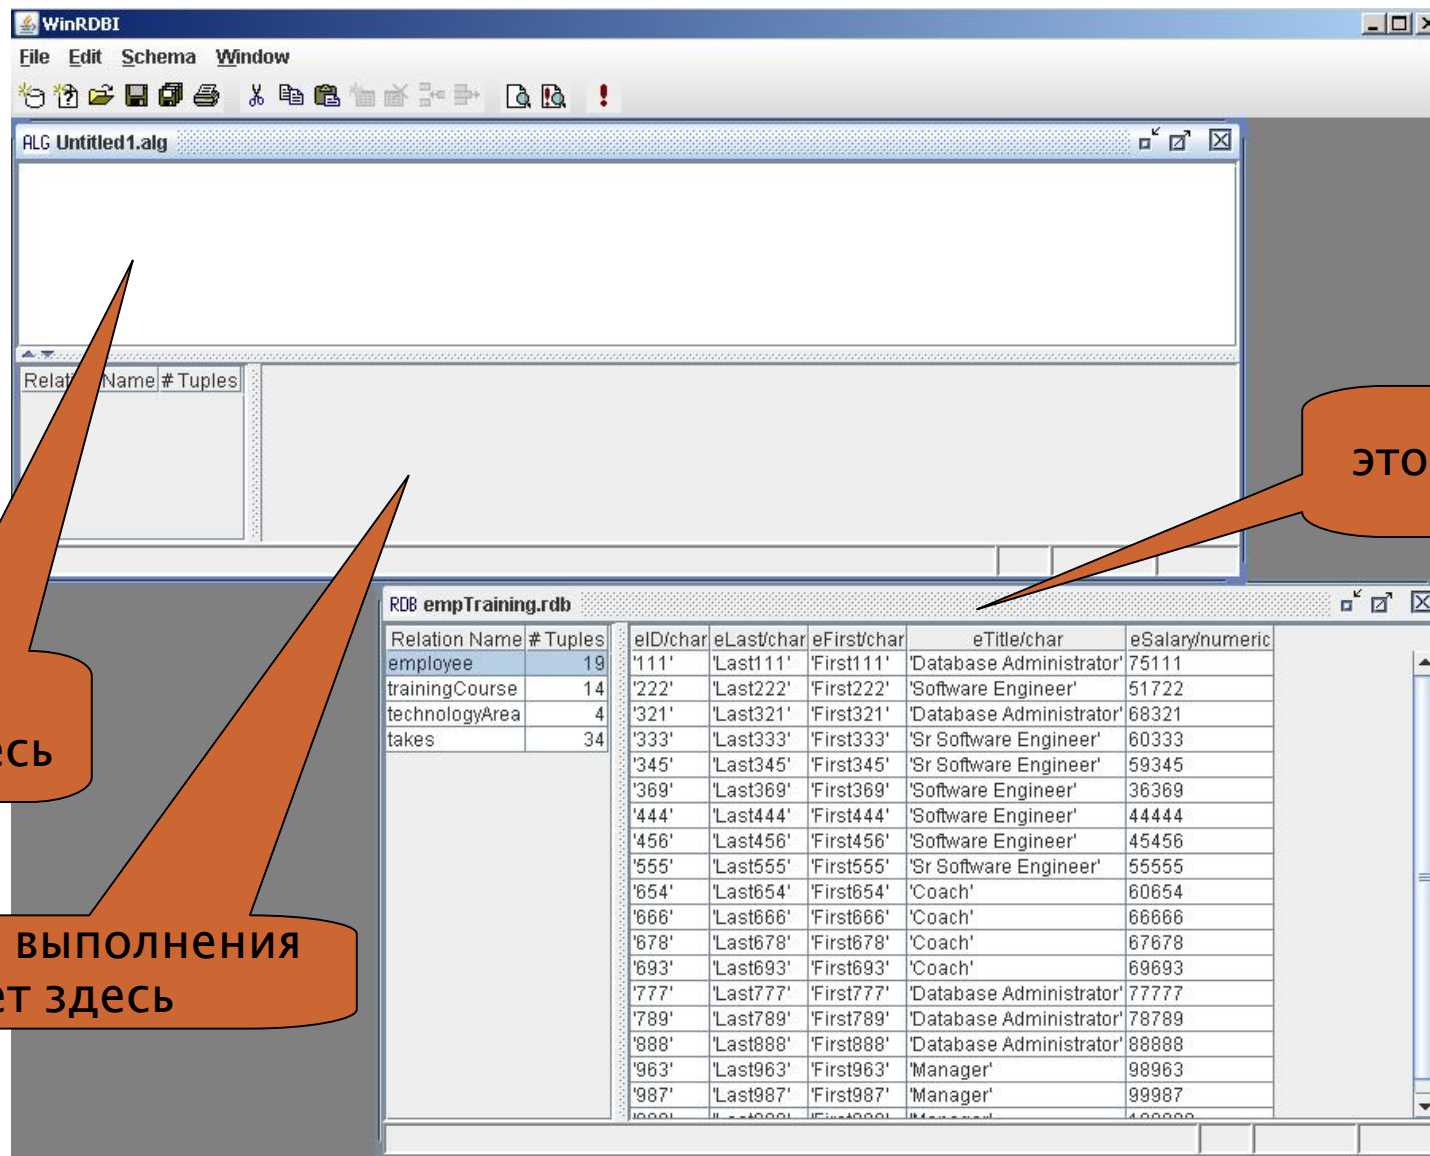 WinRDBI
File Edit Schema Window
ALG Untitled1.alg
Name # Tuples
это
RDB empTraining.rdb
Relation Name # Tuples eID/char eLast/char eFirst/char eTitle/char eSalary/numeric
employee 19 '111' 'Last111' 'First111' 'Database Administrator' 75111
trainingCourse 14 '222' 'Last222' 'First222' 'Software Engineer' 51722
technologyArea 4 '321' 'Last321' 'First321' 'Database Administrator' 68321
takes 34 '333' 'Last333' 'First333' 'Sr Software Engineer' 60333
'345' 'Last345' 'First345' 'Sr Software Engineer' 59345
'369' 'Last369' 'First369' 'Software Engineer' 36369
'444' 'Last444' 'First444' 'Software Engineer' 44444
'456' 'Last456' 'First456' 'Software Engineer' 45456
'555' 'Last555' 'First555' 'Sr Software Engineer' 55555
'654' 'Last654' 'First654' 'Coach' 60654
'666' 'Last666' 'First666' 'Coach' 66666
'678' 'Last678' 'First678' 'Coach' 67678
'693' 'Last693' 'First693' 'Coach' 69693
'777' 'Last777' 'First777' 'Database Administrator' 77777
'789' 'Last789' 'First789' 'Database Administrator' 78789
'888' 'Last888' 'First888' 'Database Administrator' 88888
'963' 'Last963' 'First963' 'Manager' 98963
'987' 'Last987' 'First987' 'Manager' 99987
выполнения
здесь